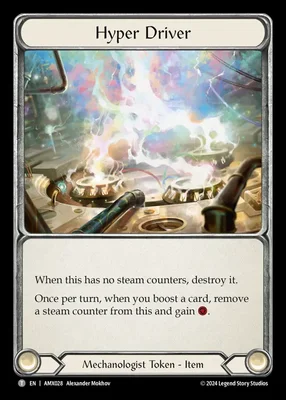 Hyper Driver
When this has no steam counters, destroy it.
Once per turn, when you boost a card, remove
a steam counter from this and gain .
Mechanologist Token - Item
T EN | AMX028 Alexander Mokhov
© 2024 Legend Story Studios